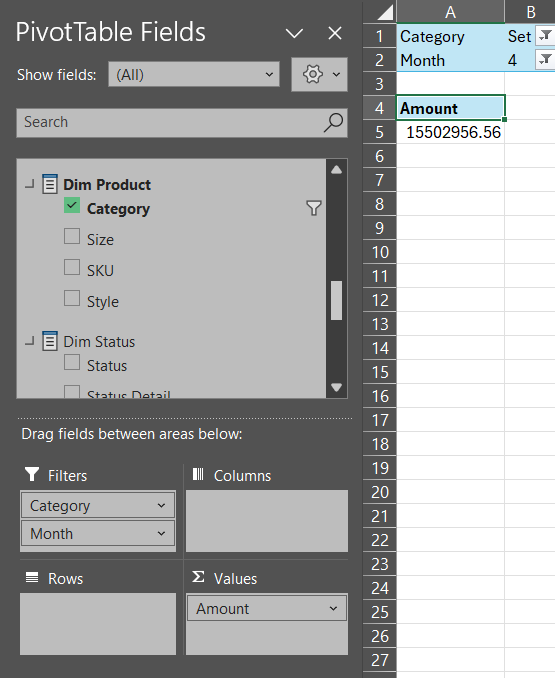 PivotTable Fields
Show fields: (All)
Search
Dim Product
Category
Size
SKU
Style
Dim Status
Status
Status Detail
Drag fields between areas below:
Filters
Columns
Category
Month
Rows
Σ Values
Amount
A B
1 Category Set
2 Month 4
3
4 Amount
5 15502956.56
6
7
8
9
10
11
12
13
14
15
16
17
18
19
20
21
22
23
24
25
26
27